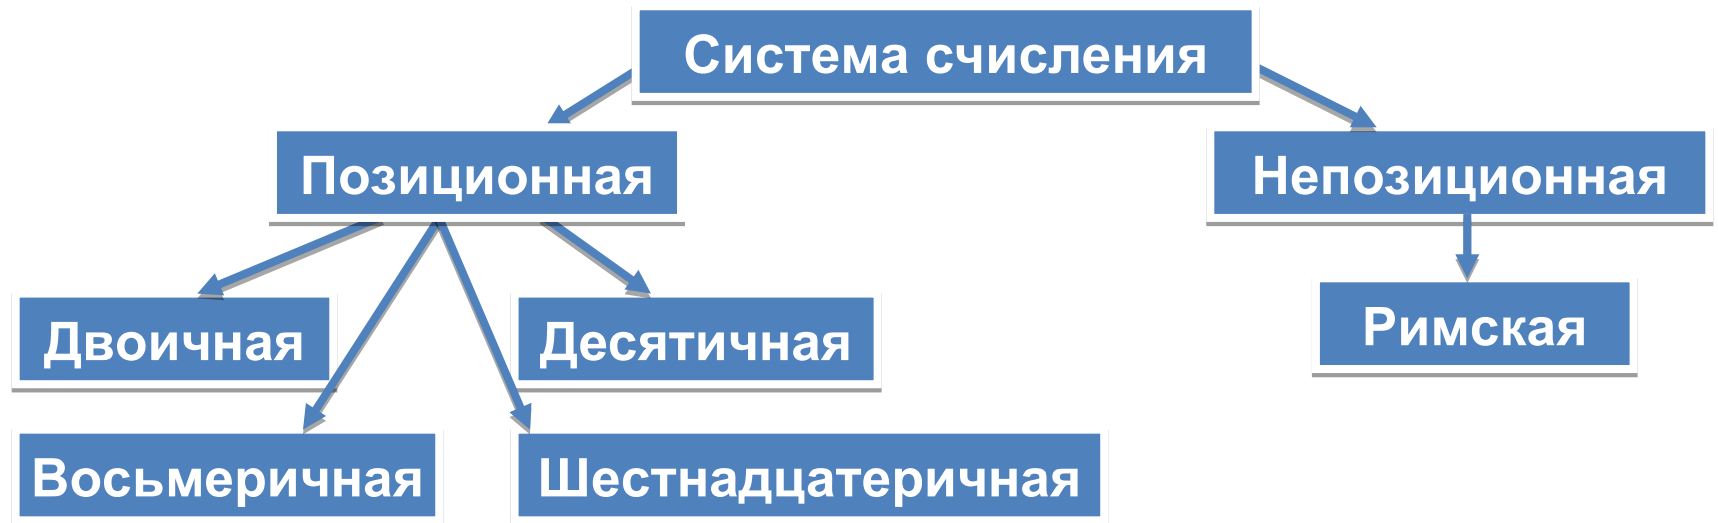 Система счисления
Позиционная
Непозиционная
Двоичная
Десятичная
Римская
Восьмеричная
Шестнадцатеричная